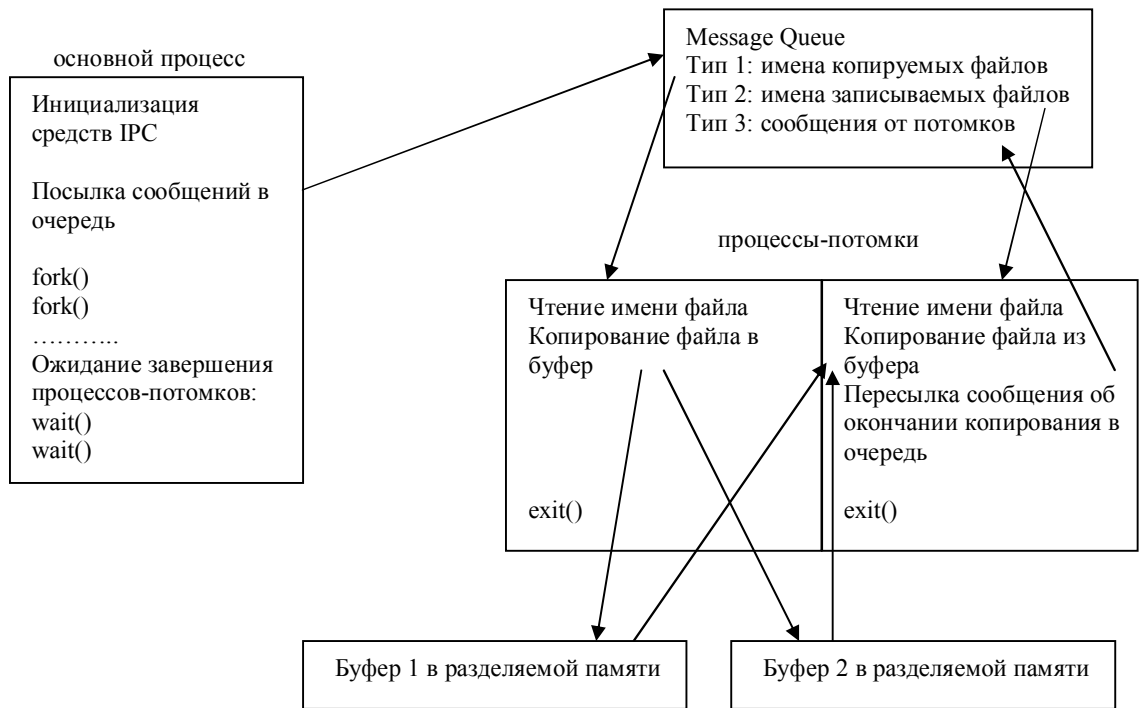 основной процесс
Инициализация
средств IPC
Посылка сообщений в
очередь
fork()
fork()
………..
Ожидание завершения
процессов-потомков:
wait()
wait()
Message Queue
Тип 1: имена копируемых файлов
Тип 2: имена записываемых файлов
Тип 3: сообщения от потомков
процессы-потомки
Чтение имени файла
Копирование файла в
буфер
exit()
Чтение имени файла
Копирование файла из
буфера
Пересылка сообщения об
окончании копирования в
очередь
exit()
Буфер 1 в разделяемой памяти
Буфер 2 в разделяемой памяти